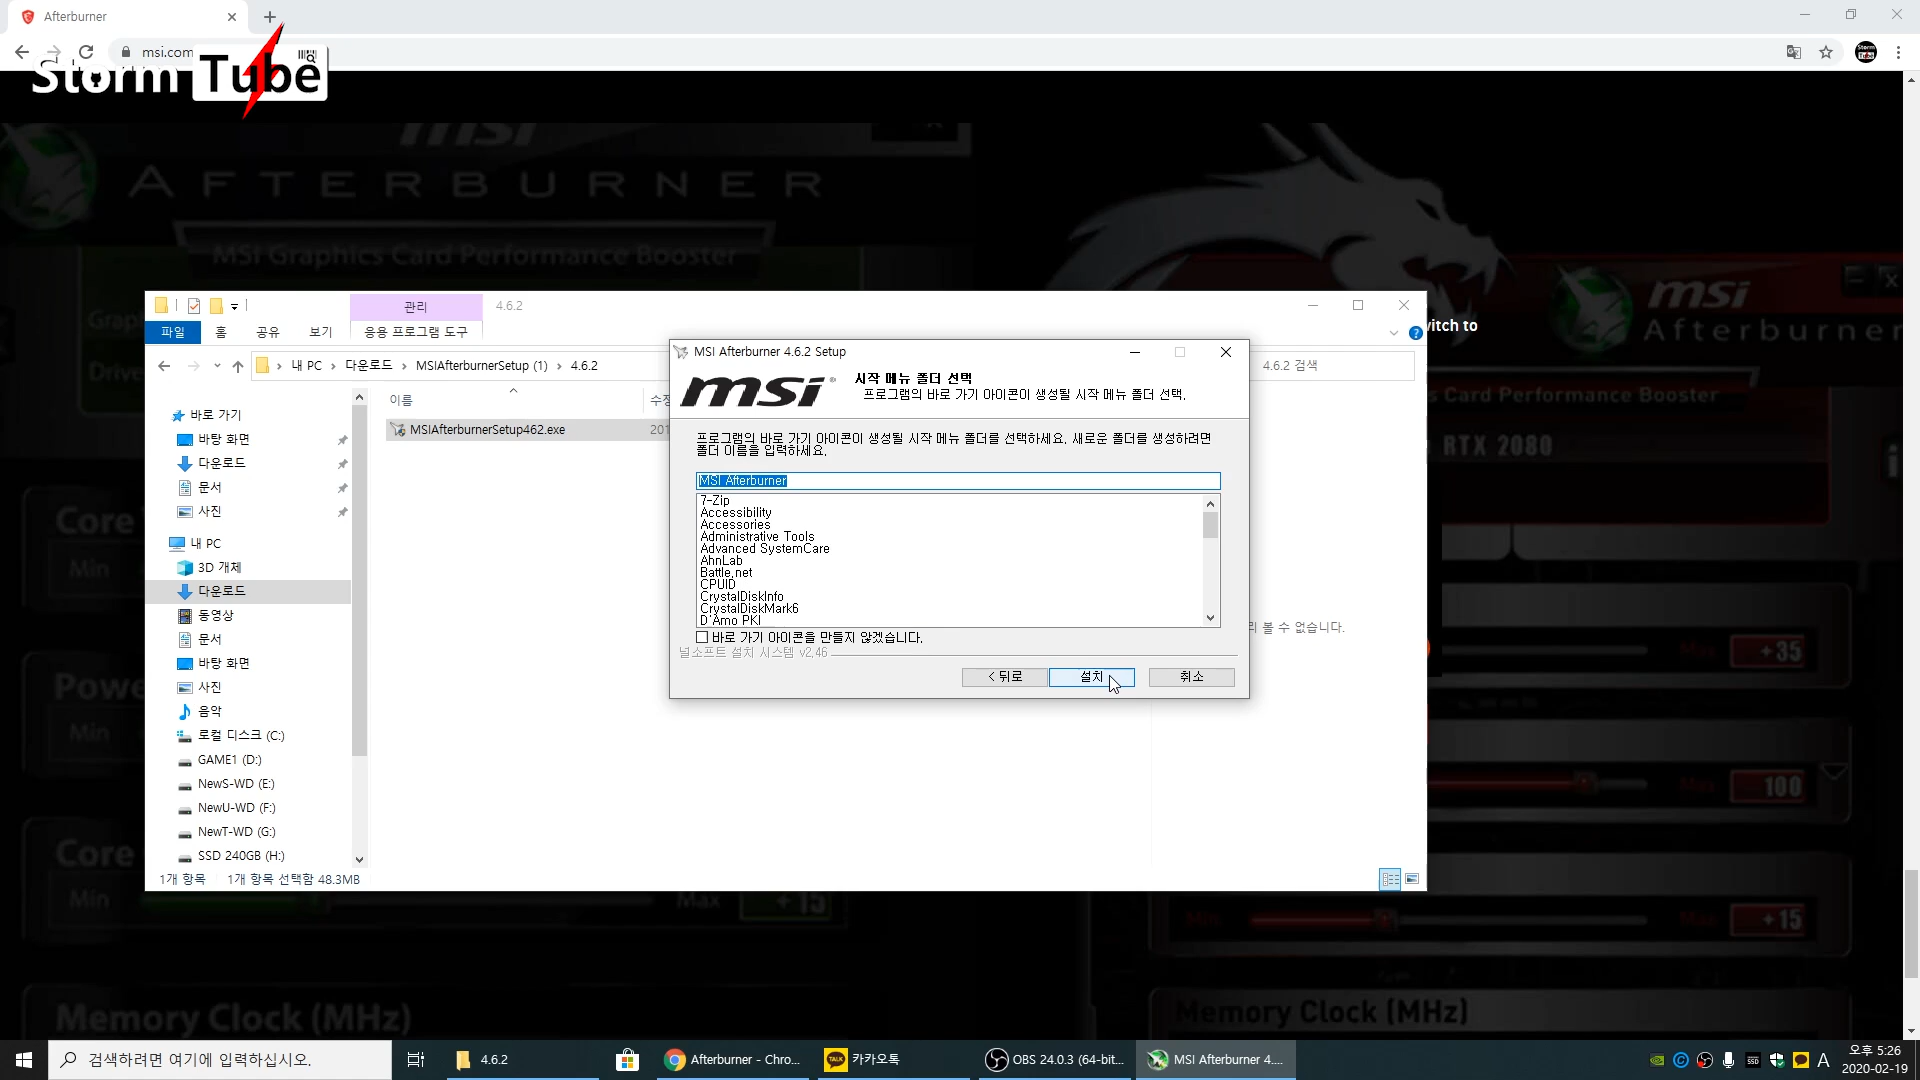 Afterburner
msi.com
Storm Tube
msi
AFTERBURNER
MSI Graphics Card Performance Booster
msi
Afterburner
witch to
Card Performance Booster
RTX 2080
관리
4.6.2
파일
홈
공유
보기
응용 프로그램 도구
내 PC
다운로드
MSIAfterburnerSetup (1)
4.6.2
4.6.2 검색
이름
MSIAfterburnerSetup462.exe
201
바로 가기
바탕 화면
다운로드
문서
사진
내 PC
3D 개체
다운로드
동영상
문서
바탕 화면
사진
음악
로컬 디스크 (C:)
GAME1 (D:)
NewS-WD (E:)
NewU-WD (F:)
NewT-WD (G:)
SSD 240GB (H:)
1개 항목
1개 항목 선택함 48.3MB
리 볼 수 없습니다.
MSI Afterburner 4.6.2 Setup
msi
시작 메뉴 폴더 선택
프로그램의 바로 가기 아이콘이 생성될 시작 메뉴 폴더 선택.
프로그램의 바로 가기 아이콘이 생성될 시작 메뉴 폴더를 선택하세요. 새로운 폴더를 생성하려면
폴더 이름을 입력하세요.
MSI Afterburner
7-Zip
Accessibility
Accessories
Administrative Tools
Advanced SystemCare
AhnLab
Battle.net
CPUID
CrystalDiskInfo
CrystalDiskMark6
D'Amo PKI
바로 가기 아이콘을 만들지 않겠습니다.
널소프트 설치 시스템 v2.46
< 뒤로
설치
취소
Core
Min
Power
Min
Core
Min
Max
+15
Memory Clock (MHz)
Max
+35
Max
100
Min
Max
+15
Memory Clock (MHz)
검색하려면 여기에 입력하십시오.
4.6.2
Afterburner - Chro...
TALK
카카오톡
OBS 24.0.3 (64-bit...
MSI Afterburner 4....
SSD
A
오후 5:26
2020-02-19